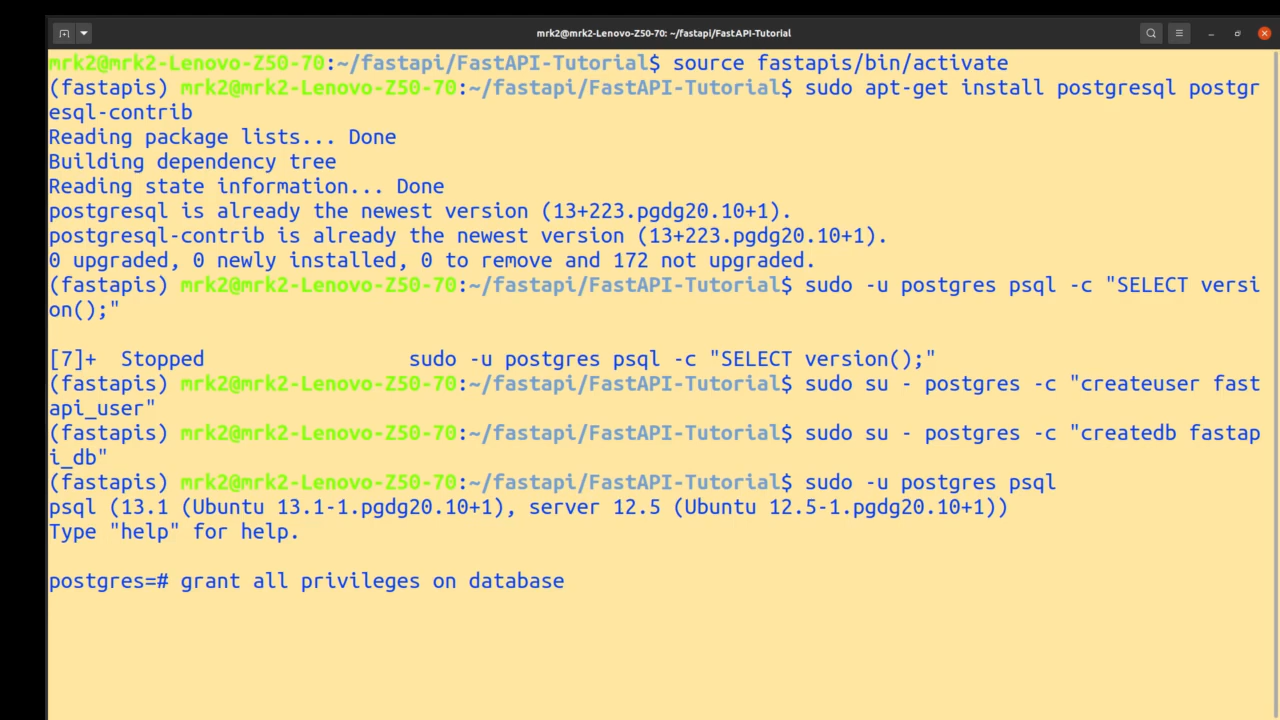 mrk2@mrk2-Lenovo-Z50-70: ~/fastapi/FastAPI-Tutorial
mrk2@mrk2-Lenovo-Z50-70:~/fastapi/FastAPI-Tutorial$ source fastapis/bin/activate
(fastapis) mrk2@mrk2-Lenovo-Z50-70:~/fastapi/FastAPI-Tutorial$ sudo apt-get install postgresql postgr
esql-contrib
Reading package lists... Done
Building dependency tree
Reading state information... Done
postgresql is already the newest version (13+223.pgdg20.10+1).
postgresql-contrib is already the newest version (13+223.pgdg20.10+1).
0 upgraded, 0 newly installed, 0 to remove and 172 not upgraded.
(fastapis) mrk2@mrk2-Lenovo-Z50-70:~/fastapi/FastAPI-Tutorial$ sudo -u postgres psql -c "SELECT versi
on();"
[7]+  Stopped                 sudo -u postgres psql -c "SELECT version();"
(fastapis) mrk2@mrk2-Lenovo-Z50-70:~/fastapi/FastAPI-Tutorial$ sudo su - postgres -c "createuser fast
api_user"
(fastapis) mrk2@mrk2-Lenovo-Z50-70:~/fastapi/FastAPI-Tutorial$ sudo su - postgres -c "createdb fastap
i_db"
(fastapis) mrk2@mrk2-Lenovo-Z50-70:~/fastapi/FastAPI-Tutorial$ sudo -u postgres psql
psql (13.1 (Ubuntu 13.1-1.pgdg20.10+1), server 12.5 (Ubuntu 12.5-1.pgdg20.10+1))
Type "help" for help.
postgres=# grant all privileges on database